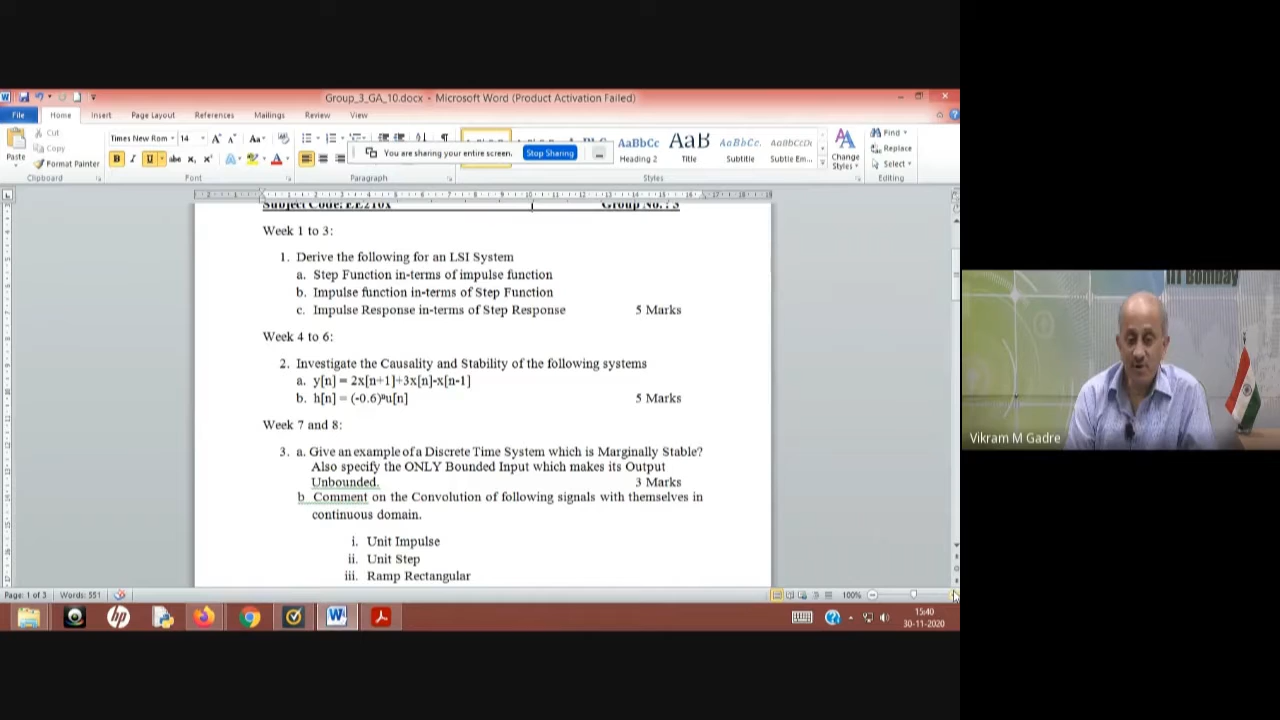 Group_3_GA_10.docx - Microsoft Word (Product Activation Failed)
File Home Insert Page Layout References Mailings Review View
Cut
Copy
Paste
Format Painter
Times New Rom 14
You are sharing your entire screen. Stop Sharing
AaBbCc AaB AaBbCc. AaBbCcDı
Heading 2 Title Subtitle Subtle Em...
Change
Styles
Find
Replace
Select
Clipboard Font Paragraph Styles Editing
Subject Code: EE210x Group No. : 3
Week 1 to 3:
1. Derive the following for an LSI System
a. Step Function in-terms of impulse function
b. Impulse function in-terms of Step Function
c. Impulse Response in-terms of Step Response 5 Marks
Week 4 to 6:
2. Investigate the Causality and Stability of the following systems
a. y[n] = 2x[n+1]+3x[n]-x[n-1]
b. h[n] = (-0.6)ⁿu[n] 5 Marks
Week 7 and 8:
3. a. Give an example of a Discrete Time System which is Marginally Stable?
Also specify the ONLY Bounded Input which makes its Output
Unbounded. 3 Marks
b Comment on the Convolution of following signals with themselves in
continuous domain.
i. Unit Impulse
ii. Unit Step
iii. Ramp Rectangular
Page: 1 of 3 Words: 551 100%
15:40
30-11-2020
IIT Bombay
Vikram M Gadre